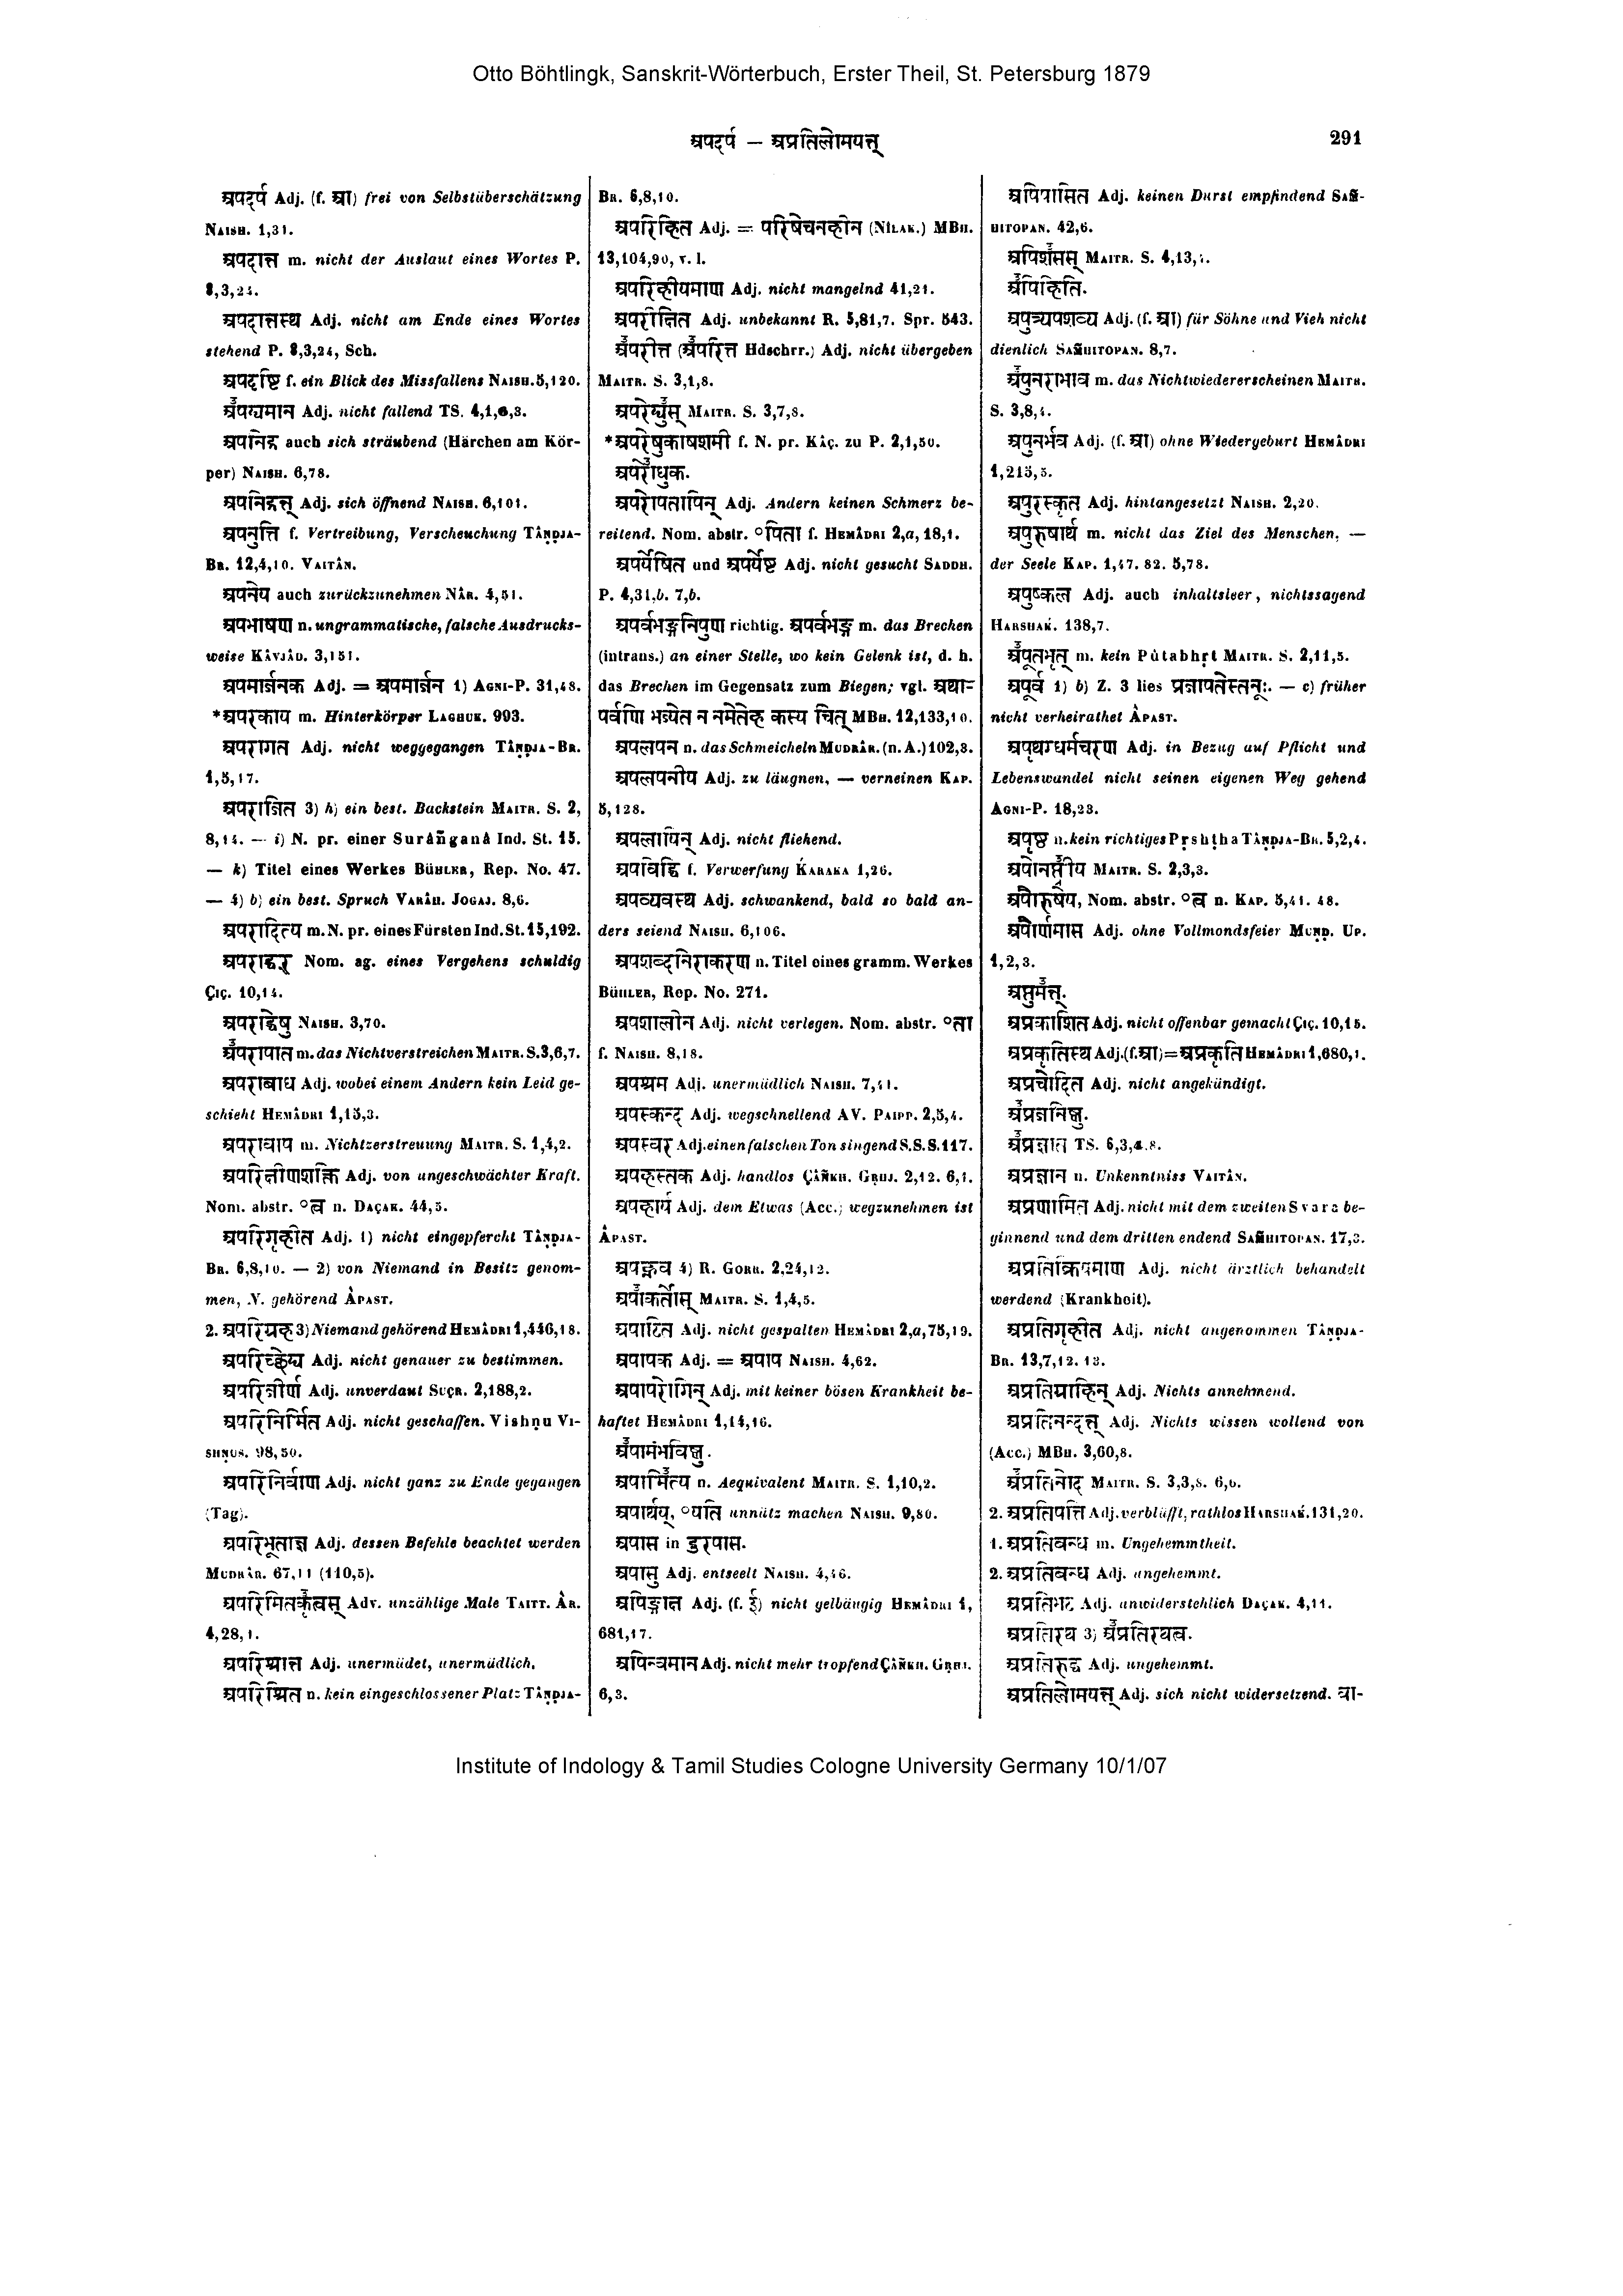 Otto Böhtlingk, Sanskrit-Wörterbuch, Erster Theil, St. Petersburg 1879
अपदर्प — अप्रतिलोमयत्त्
291
अपदर्प Adj. (f. आ) frei von Selbstüberschätzung
NAISH. 1,31.
अपदात्त m. nicht der Auslaut eines Wortes P.
8,3,24.
अपदात्तस्थ Adj. nicht am Ende eines Wortes
stehend P. 8,3,24, Sch.
अपदृष्टि f. ein Blick des Missfallens NAISH. 5,120.
अपद्यमान Adj. nicht fallend TS. 4,1,6,3.
अपनिद्र auch sich sträubend (Härchen am Kör-
per) NAISH. 6,78.
अपनिद्रत् Adj. sich öffnend NAISH. 6,101.
अपनुत्ति f. Vertreibung, Verscheuchung TÂṆḌJA-
BR. 12,4,10. VAITÂN.
अपनेय auch zurückzunehmen NÂR. 4,51.
अपभाषण n. ungrammatische, falsche Ausdrucks-
weise KÂVJÂD. 3,151.
अपमार्जनक Adj. = अपमार्जन 1) AGNI-P. 31,48.
*अपरकाय m. Hinterkörper LAGHUK. 993.
अपरागत Adj. nicht weggegangen TÂṆḌJA-BR.
1,5,17.
अपराजित 3) h) ein best. Backstein MAITR. S. 2,
8,14. — i) N. pr. einer Surâṅganâ Ind. St. 15.
— k) Titel eines Werkes BÜHLER, Rep. No. 47.
— 4) b) ein best. Spruch VARÂH. JOGAJ. 8,6.
अपरादित्य m. N. pr. eines Fürsten Ind. St. 15,192.
अपराद्धर् Nom. ag. eines Vergehens schuldig
ÇIÇ. 10,14.
अपराद्धेषु NAISH. 3,70.
अपरापात m. das Nichtverstreichen MAITR. S. 3,6,7.
अपराबाध Adj. wobei einem Andern kein Leid ge-
schieht HEMÂDRI 1,15,3.
अपरावाप m. Nichtzerstreuung MAITR. S. 1,4,2.
अपरिक्षीणशक्ति Adj. von ungeschwächter Kraft.
Nom. abstr. °त्व n. DAÇAK. 44,5.
अपरिगृहीत Adj. 1) nicht eingepfercht TÂṆḌJA-
BR. 6,8,10. — 2) von Niemand in Besitz genom-
men, N. gehörend ÂPAST.
2. अपरिग्रह 3) Niemand gehörend HEMÂDRI 1,446,18.
अपरिच्छेद्य Adj. nicht genauer zu bestimmen.
अपरिजीर्ण Adj. unverdaut SUÇR. 2,188,2.
अपरिनिर्मित Adj. nicht geschaffen. Vishṇu VI-
SHṆUS. 98,50.
अपरिनिर्वाण Adj. nicht ganz zu Ende gegangen
(Tag).
अपरिभूताज्ञ Adj. dessen Befehle beachtet werden
MUDRÂR. 67,11 (110,5).
अपरिमितकृत्वस् Adv. unzählige Male TAITT. ÂR.
4,28,1.
अपरिश्रान्त Adj. unermüdet, unermüdlich.
अपरिश्रित n. kein eingeschlossener Platz TÂṆḌJA-
BR. 6,8,10.
अपरिहित Adj. = परिषेचनहीन (NÎLAK.) MBH.
13,104,90, v. l.
अपरिहीयमाण Adj. nicht mangelnd 41,21.
अपरीक्षित Adj. unbekannt R. 5,81,7. Spr. 543.
अपरीत्त (अपरित्त Hdschrr.) Adj. nicht übergeben
MAITR. S. 3,1,8.
अपरेद्युस् MAITR. S. 3,7,8.
*अपरेषुकामशमी f. N. pr. KÂÇ. zu P. 2,1,50.
अपरोधुक.
अपरोपतापिन् Adj. Andern keinen Schmerz be-
reitend. Nom. abstr. °पिता f. HEMÂDRI 2,a, 18,1.
अपर्येषित und अपर्येष्ट Adj. nicht gesucht SADDH.
P. 4,31,b. 7,b.
अपर्वभङ्गनिपुण richtig. अपर्वभङ्ग m. das Brechen
(intrans.) an einer Stelle, wo kein Gelenk ist, d. h.
das Brechen im Gegensatz zum Biegen; vgl. अथा-
पर्वणि भज्येत न नमेतेह कस्य चित् MBH. 12,133,10.
अपलपन n. das Schmeicheln MUDRÂR. (n. A.) 102,8.
अपलपनीय Adj. zu läugnen, — verneinen KAP.
5,128.
अपलायिन् Adj. nicht fliehend.
अपविद्धि f. Verwerfung ḰARAKA 1,26.
अपव्यवस्थ Adj. schwankend, bald so bald an-
ders seiend NAISH. 6,106.
अपशब्दनिराकरण n. Titel eines gramm. Werkes
BÜHLER, Rep. No. 271.
अपशालीन Adj. nicht verlegen. Nom. abstr. °ता
f. NAISH. 8,18.
अपश्रम Adj. unermüdlich NAISH. 7,41.
अपस्कन्द Adj. wegschnellend AV. PAIPP. 2,5,4.
अपस्वर Adj. einen falschen Ton singend S.S.S. 117.
अपहस्तक Adj. handlos ÇÂṄKH. GṚHJ. 2,12. 6,1.
अपहार्य Adj. dem Etwas (Acc.) wegzunehmen ist
ÂPAST.
अपह्नव 4) R. GORR. 2,24,12.
अपाकर्तोस् MAITR. S. 1,4,5.
अपाटित Adj. nicht gespalten HEMÂDRI 2,a,75,19.
अपापक Adj. = अपाप NAISH. 4,62.
अपापरोगिन् Adj. mit keiner bösen Krankheit be-
haftet HEMÂDRI 1,14,16.
अपामंभविष्णु.
अपामित्य n. Aequivalent MAITR. S. 1,10,2.
अपार्थय्, °यति unnütz machen NAISH. 9,80.
अपास in दुरपास.
अपासु Adj. entseelt NAISH. 4,46.
अपिङ्गाक्ष Adj. (f. ई) nicht gelbäugig HEMÂDRI 1,
681,17.
अपिन्वमान Adj. nicht mehr tropfend ÇÂṄKH. GṚHJ.
6,3.
अपिपासित Adj. keinen Durst empfindend SAṂ-
HITOPAN. 42,6.
अपिशसस् MAITR. S. 4,13,
अपिहिति.
अपुत्र्यपशव्य Adj. (f. आ) für Söhne und Vieh nicht
dienlich SAṂHITOPAN. 8,7.
अपुनराभाव m. das Nichtwiedererscheinen MAITR.
S. 3,8,4.
अपुनर्भव Adj. (f. आ) ohne Wiedergeburt HEMÂDRI
1,215,5.
अपुरस्कृत Adj. hintangesetzt NAISH. 2,20.
अपुरुषार्थ m. nicht das Ziel des Menschen, —
der Seele KAP. 1,47. 82. 5,78.
अपुष्कल Adj. auch inhaltsleer, nichtssagend
HARSHAḰ. 138,7.
अपूतभृत् m. kein Pûtabhṛt MAITR. S. 2,11,5.
अपूर्व 1) b) Z. 3 lies प्रजापतेस्तनूः. — c) früher
nicht verheirathet ÂPAST.
अपृथग्धर्मचरण Adj. in Bezug auf Pflicht und
Lebenswandel nicht seinen eigenen Weg gehend
AGNI-P. 18,23.
अपृष्ठ n. kein richtiges Pṛshṭha TÂṆḌJA-BR. 5,2,4.
अपोनप्त्रीय MAITR. S. 2,3,3.
अपौरुषेय, Nom. abstr. °त्व n. KAP. 5,41. 48.
अपौर्णमास Adj. ohne Vollmondsfeier MUṆḌ. UP.
1,2,3.
अप्सुमत्.
अप्रकाशित Adj. nicht offenbar gemacht ÇIÇ. 10,15.
अप्रकृतिस्थ Adj. (f. आ) = अप्रकृति HEMÂDRI 1,680,1.
अप्रचोदित Adj. nicht angekündigt.
अप्रजनिष्णु.
अप्रज्ञात TS. 6,3,4,8.
अप्रज्ञान n. Unkenntniss VAITÂN.
अप्रणामित Adj. nicht mit dem zweiten Svara be-
ginnend und dem dritten endend SAṂHITOPAN. 17,3.
अप्रतिक्रियमाण Adj. nicht ärztlich behandelt
werdend (Krankheit).
अप्रतिगृहीत Adj. nicht angenommen TÂṆḌJA-
BR. 13,7,12. 13.
अप्रतिग्राहिन् Adj. Nichts annehmend.
अप्रतिनन्दत् Adj. Nichts wissen wollend von
(Acc.) MBH. 3,60,8.
अप्रतिनोद MAITR. S. 3,3,8. 6,6.
2. अप्रतिपत्ति Adj. verblüfft, rathlos HARSHAḰ. 131,20.
1. अप्रतिबन्ध m. Ungehemmtheit.
2. अप्रतिबन्ध Adj. ungehemmt.
अप्रतिभट Adj. unwiderstehlich DAÇAK. 4,11.
अप्रतिरथ 3) अप्रतिरथत्व.
अप्रतिरुद्ध Adj. ungehemmt.
अप्रतिलोमयत्त् Adj. sich nicht widersetzend. वा-
Institute of Indology & Tamil Studies Cologne University Germany 10/1/07